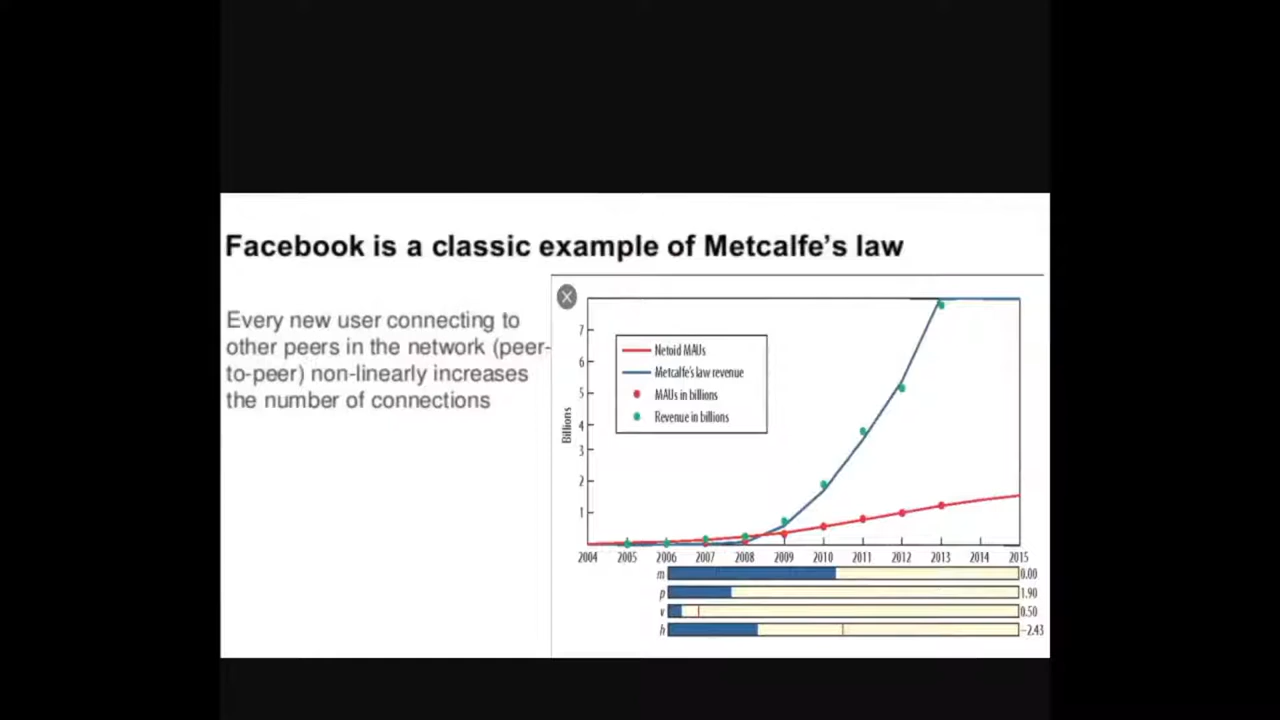 Facebook is a classic example of Metcalfe's law
Every new user connecting to
other peers in the network (peer-
to-peer) non-linearly increases
the number of connections
X
Billions
7
6
5
4
3
2
1
Netoid MAUs
Metcalfe's law revenue
MAUs in billions
Revenue in billions
2004 2005 2006 2007 2008 2009 2010 2011 2012 2013 2014 2015
m 0.00
p 1.90
v 0.50
h -2.43